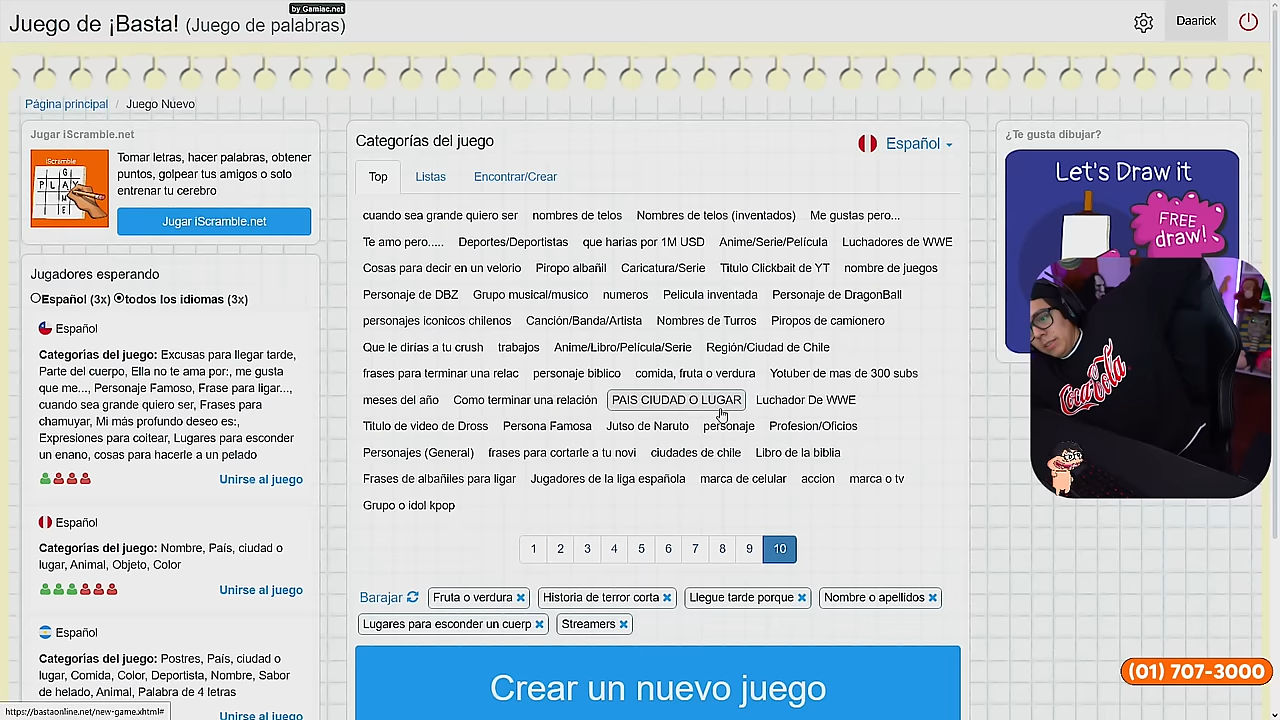 Juego de ¡Basta! (Juego de palabras)
by Gamiac.net
Daarick
Página principal / Juego Nuevo
Jugar iScramble.net
iScramble
G
P L A
Tomar letras, hacer palabras, obtener
puntos, golpear tus amigos o solo
entrenar tu cerebro
Jugar iScramble.net
Jugadores esperando
Español (3x) todos los idiomas (3x)
Español
Categorías del juego: Excusas para llegar tarde,
Parte del cuerpo, Ella no te ama por:, me gusta
que me..., Personaje Famoso, Frase para ligar...,
cuando sea grande quiero ser, Frases para
chamuyar, Mi más profundo deseo es:,
Expresiones para coitear, Lugares para esconder
un enano, cosas para hacerle a un pelado
Unirse al juego
Español
Categorías del juego: Nombre, País, ciudad o
lugar, Animal, Objeto, Color
Unirse al juego
Español
Categorías del juego: Postres, País, ciudad o
lugar, Comida, Color, Deportista, Nombre, Sabor
de helado, Animal, Palabra de 4 letras
Unirse al juego
https://bastaonline.net/new-game.xhtml#
Categorías del juego
Español
Top Listas Encontrar/Crear
cuando sea grande quiero ser nombres de telos Nombres de telos (inventados) Me gustas pero...
Te amo pero..... Deportes/Deportistas que harias por 1M USD Anime/Serie/Película Luchadores de WWE
Cosas para decir en un velorio Piropo albañil Caricatura/Serie Titulo Clickbait de YT nombre de juegos
Personaje de DBZ Grupo musical/musico numeros Pelicula inventada Personaje de DragonBall
personajes iconicos chilenos Canción/Banda/Artista Nombres de Turros Piropos de camionero
Que le dirías a tu crush trabajos Anime/Libro/Película/Serie Región/Ciudad de Chile
frases para terminar una relac personaje biblico comida, fruta o verdura Yotuber de mas de 300 subs
meses del año Como terminar una relación PAIS CIUDAD O LUGAR Luchador De WWE
Titulo de video de Dross Persona Famosa Jutso de Naruto personaje Profesion/Oficios
Personajes (General) frases para cortarle a tu novi ciudades de chile Libro de la biblia
Frases de albañiles para ligar Jugadores de la liga española marca de celular accion marca o tv
Grupo o idol kpop
1 2 3 4 5 6 7 8 9 10
Barajar Fruta o verdura Historia de terror corta Llegue tarde porque Nombre o apellidos
Lugares para esconder un cuerp Streamers
Crear un nuevo juego
¿Te gusta dibujar?
Let's Draw it
FREE
draw!
Coca-Cola
(01) 707-3000